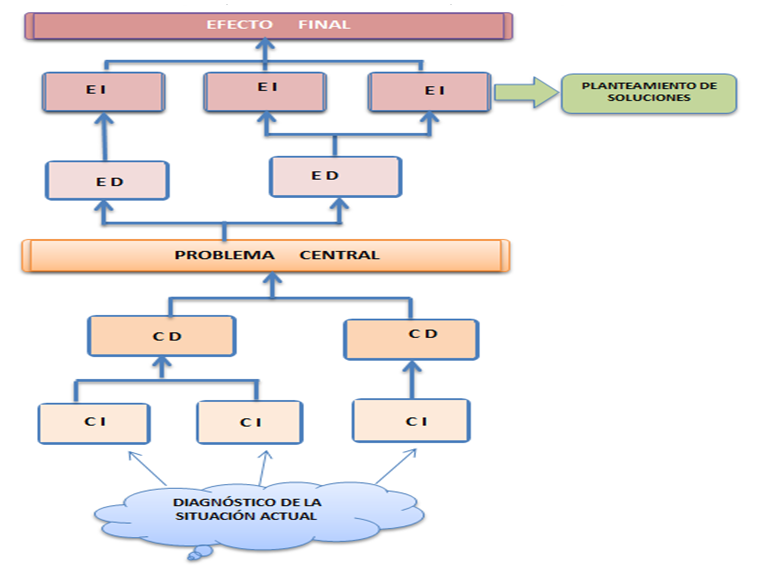 EFECTO FINAL
E I
E I
E I
PLANTEAMIENTO DE
SOLUCIONES
E D
E D
PROBLEMA CENTRAL
C D
C D
C I
C I
C I
DIAGNÓSTICO DE LA
SITUACIÓN ACTUAL